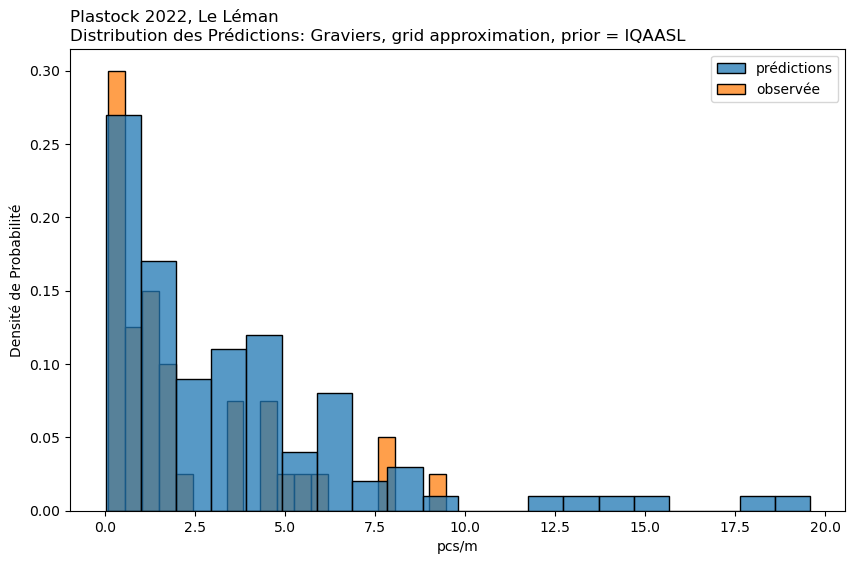 Plastock 2022, Le Léman
Distribution des Prédictions: Graviers, grid approximation, prior = IQAASL
prédictions
observée
Densité de Probabilité
0.30
0.25
0.20
0.15
0.10
0.05
0.00
0.0 2.5 5.0 7.5 10.0 12.5 15.0 17.5 20.0
pcs/m